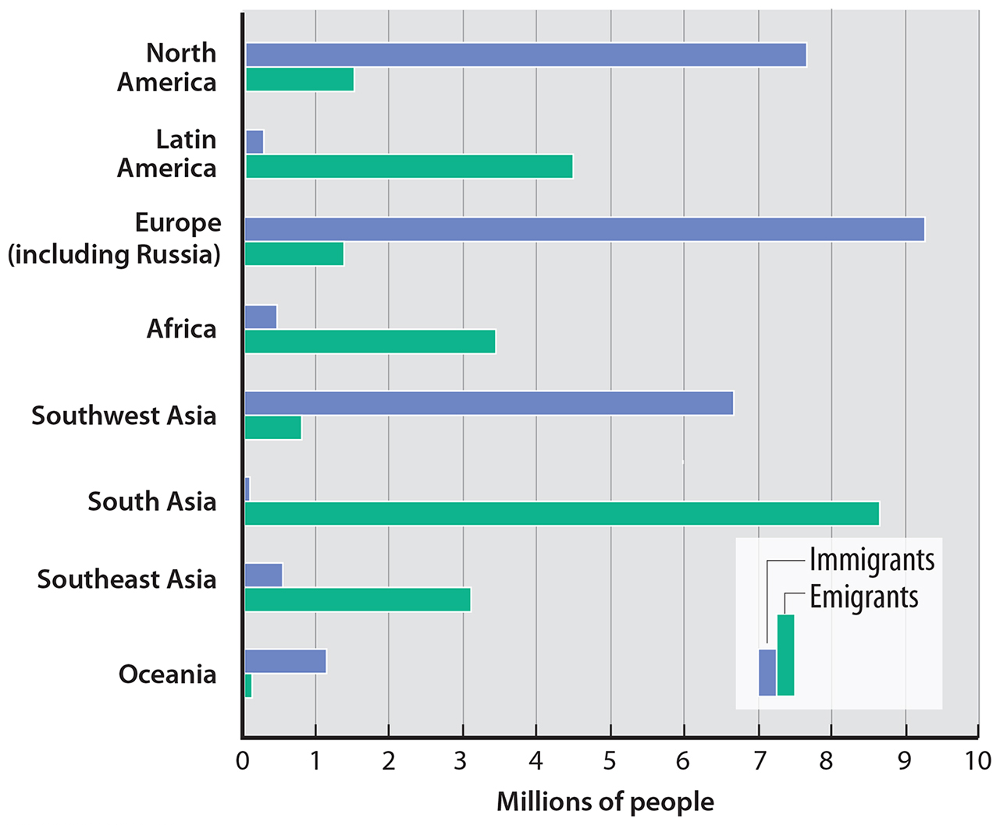 North
America
Latin
America
Europe
(including Russia)
Africa
Southwest Asia
South Asia
Southeast Asia
Oceania
Immigrants
Emigrants
0 1 2 3 4 5 6 7 8 9 10
Millions of people